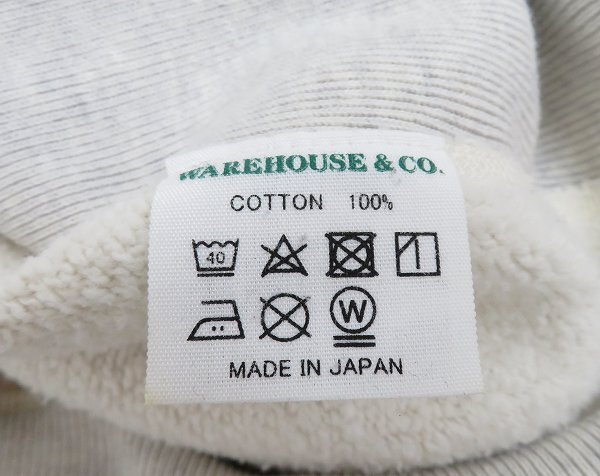 WAREHOUSE & CO.
COTTON 100%
40
W
MADE IN JAPAN